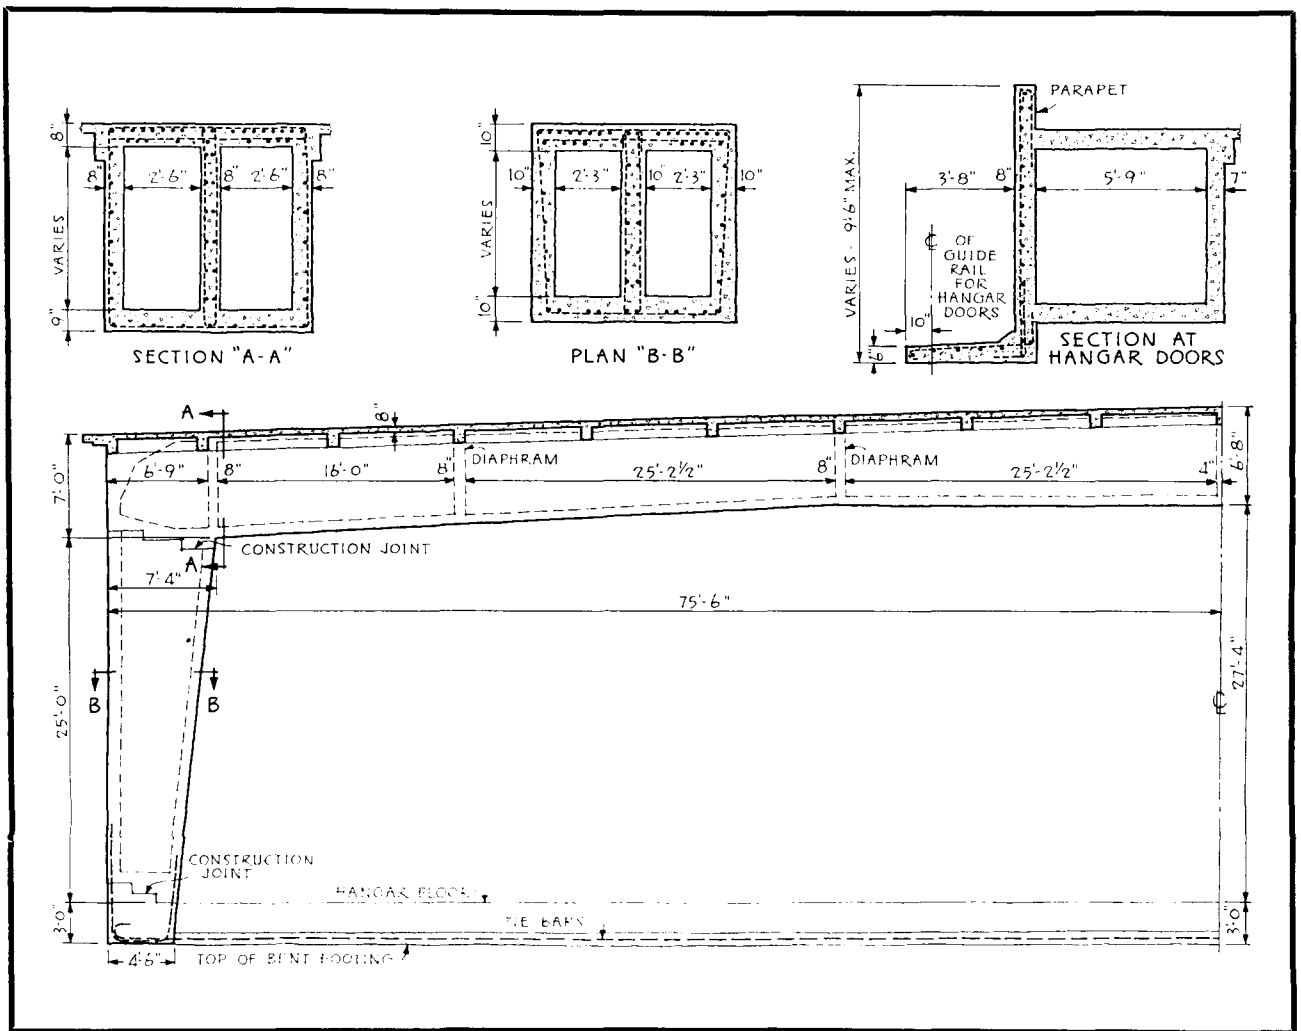 8"
VARIES
9"
8"
2'-6"
8"
2'-6"
8"
SECTION "A-A"
10"
VARIES
10"
10"
2'-3"
10"
2'-3"
10"
PLAN "B-B"
PARAPET
VARIES - 9'-6" MAX.
3'-8"
8"
5'-9"
7"
℄ OF
GUIDE
RAIL
FOR
HANGAR
DOORS
10"
6"
SECTION AT
HANGAR DOORS
A
8"
7'-0"
6'-9"
8"
16'-0"
8"
DIAPHRAM
25'-2½"
8"
DIAPHRAM
25'-2½"
4"
6'-8"
CONSTRUCTION JOINT
A
7'-4"
75'-6"
B
B
25'-0"
27'-4"
℄
CONSTRUCTION
JOINT
HANGAR FLOOR
TIE BARS
3'-0"
3'-0"
4'-6"
TOP OF BENT FOOTING